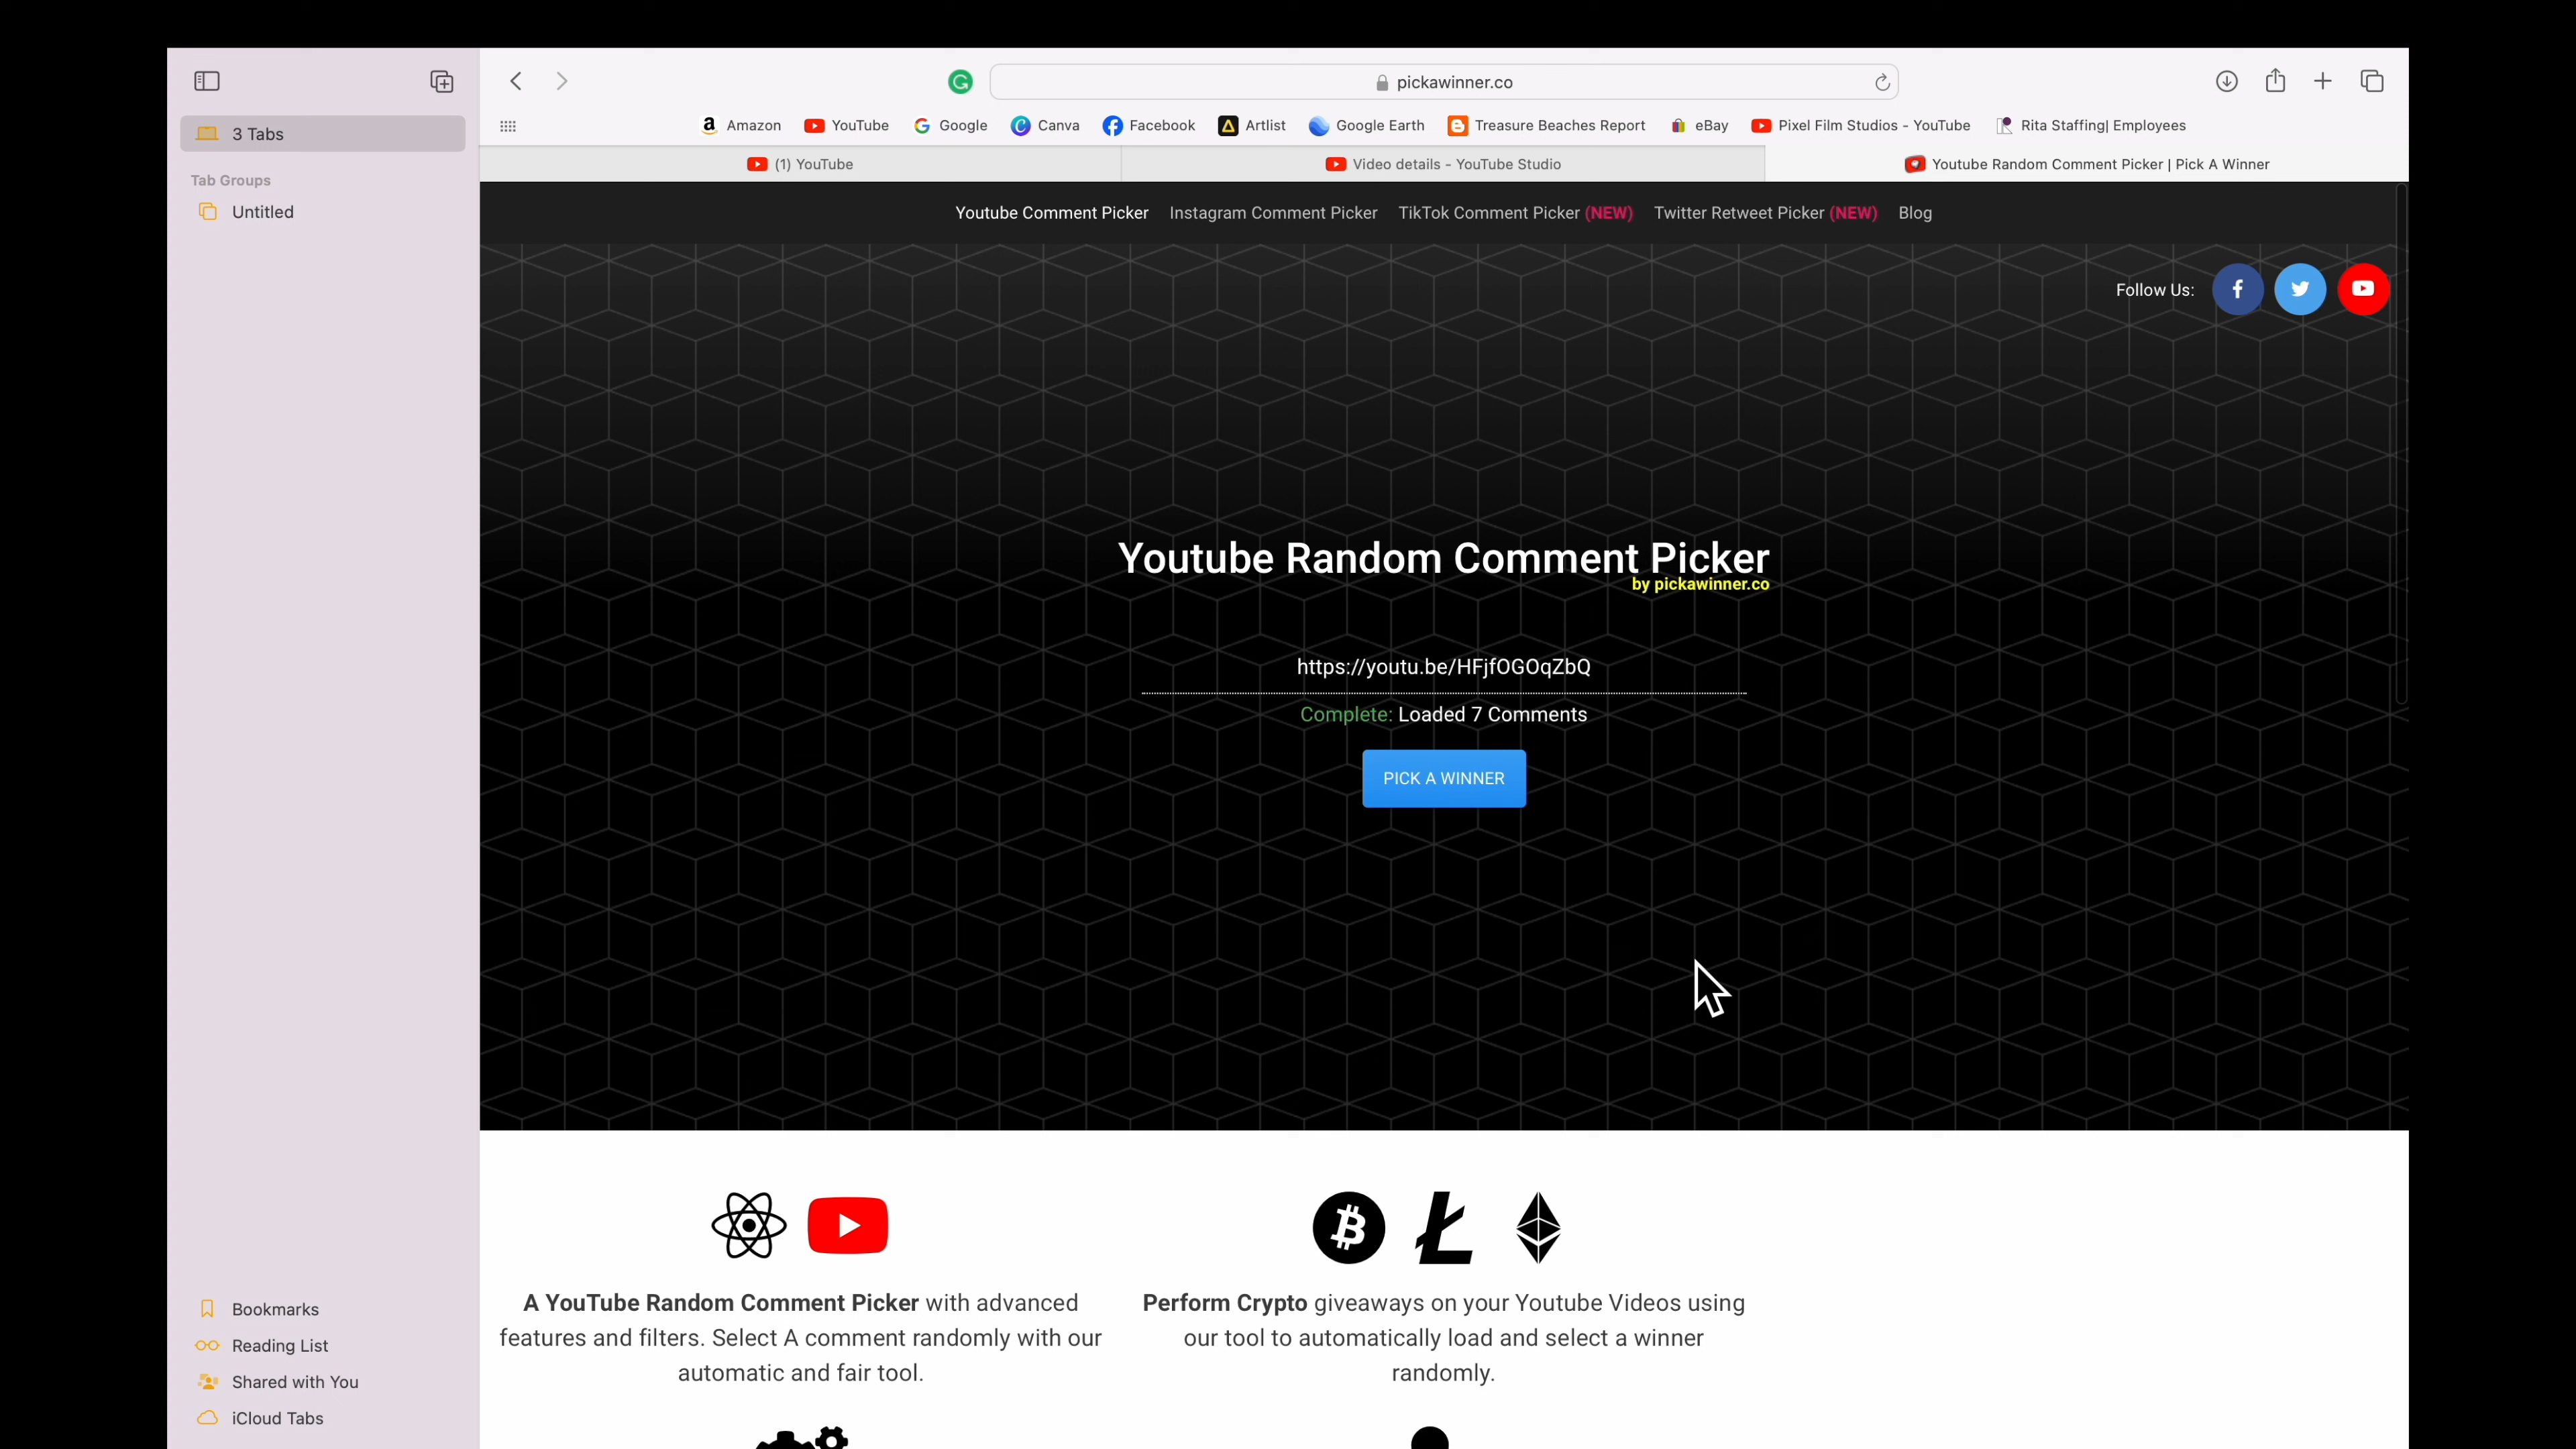 pickawinner.co
3 Tabs
Amazon YouTube Google Canva Facebook Artlist Google Earth Treasure Beaches Report eBay Pixel Film Studios - YouTube Rita Staffing| Employees
(1) YouTube Video details - YouTube Studio Youtube Random Comment Picker | Pick A Winner
Tab Groups
Untitled
Youtube Comment Picker Instagram Comment Picker TikTok Comment Picker (NEW) Twitter Retweet Picker (NEW) Blog
Follow Us:
Youtube Random Comment Picker
by pickawinner.co
https://youtu.be/HFjfOGOqZbQ
Complete: Loaded 7 Comments
PICK A WINNER
A YouTube Random Comment Picker with advanced
features and filters. Select A comment randomly with our
automatic and fair tool.
Perform Crypto giveaways on your Youtube Videos using
our tool to automatically load and select a winner
randomly.
Bookmarks
Reading List
Shared with You
iCloud Tabs